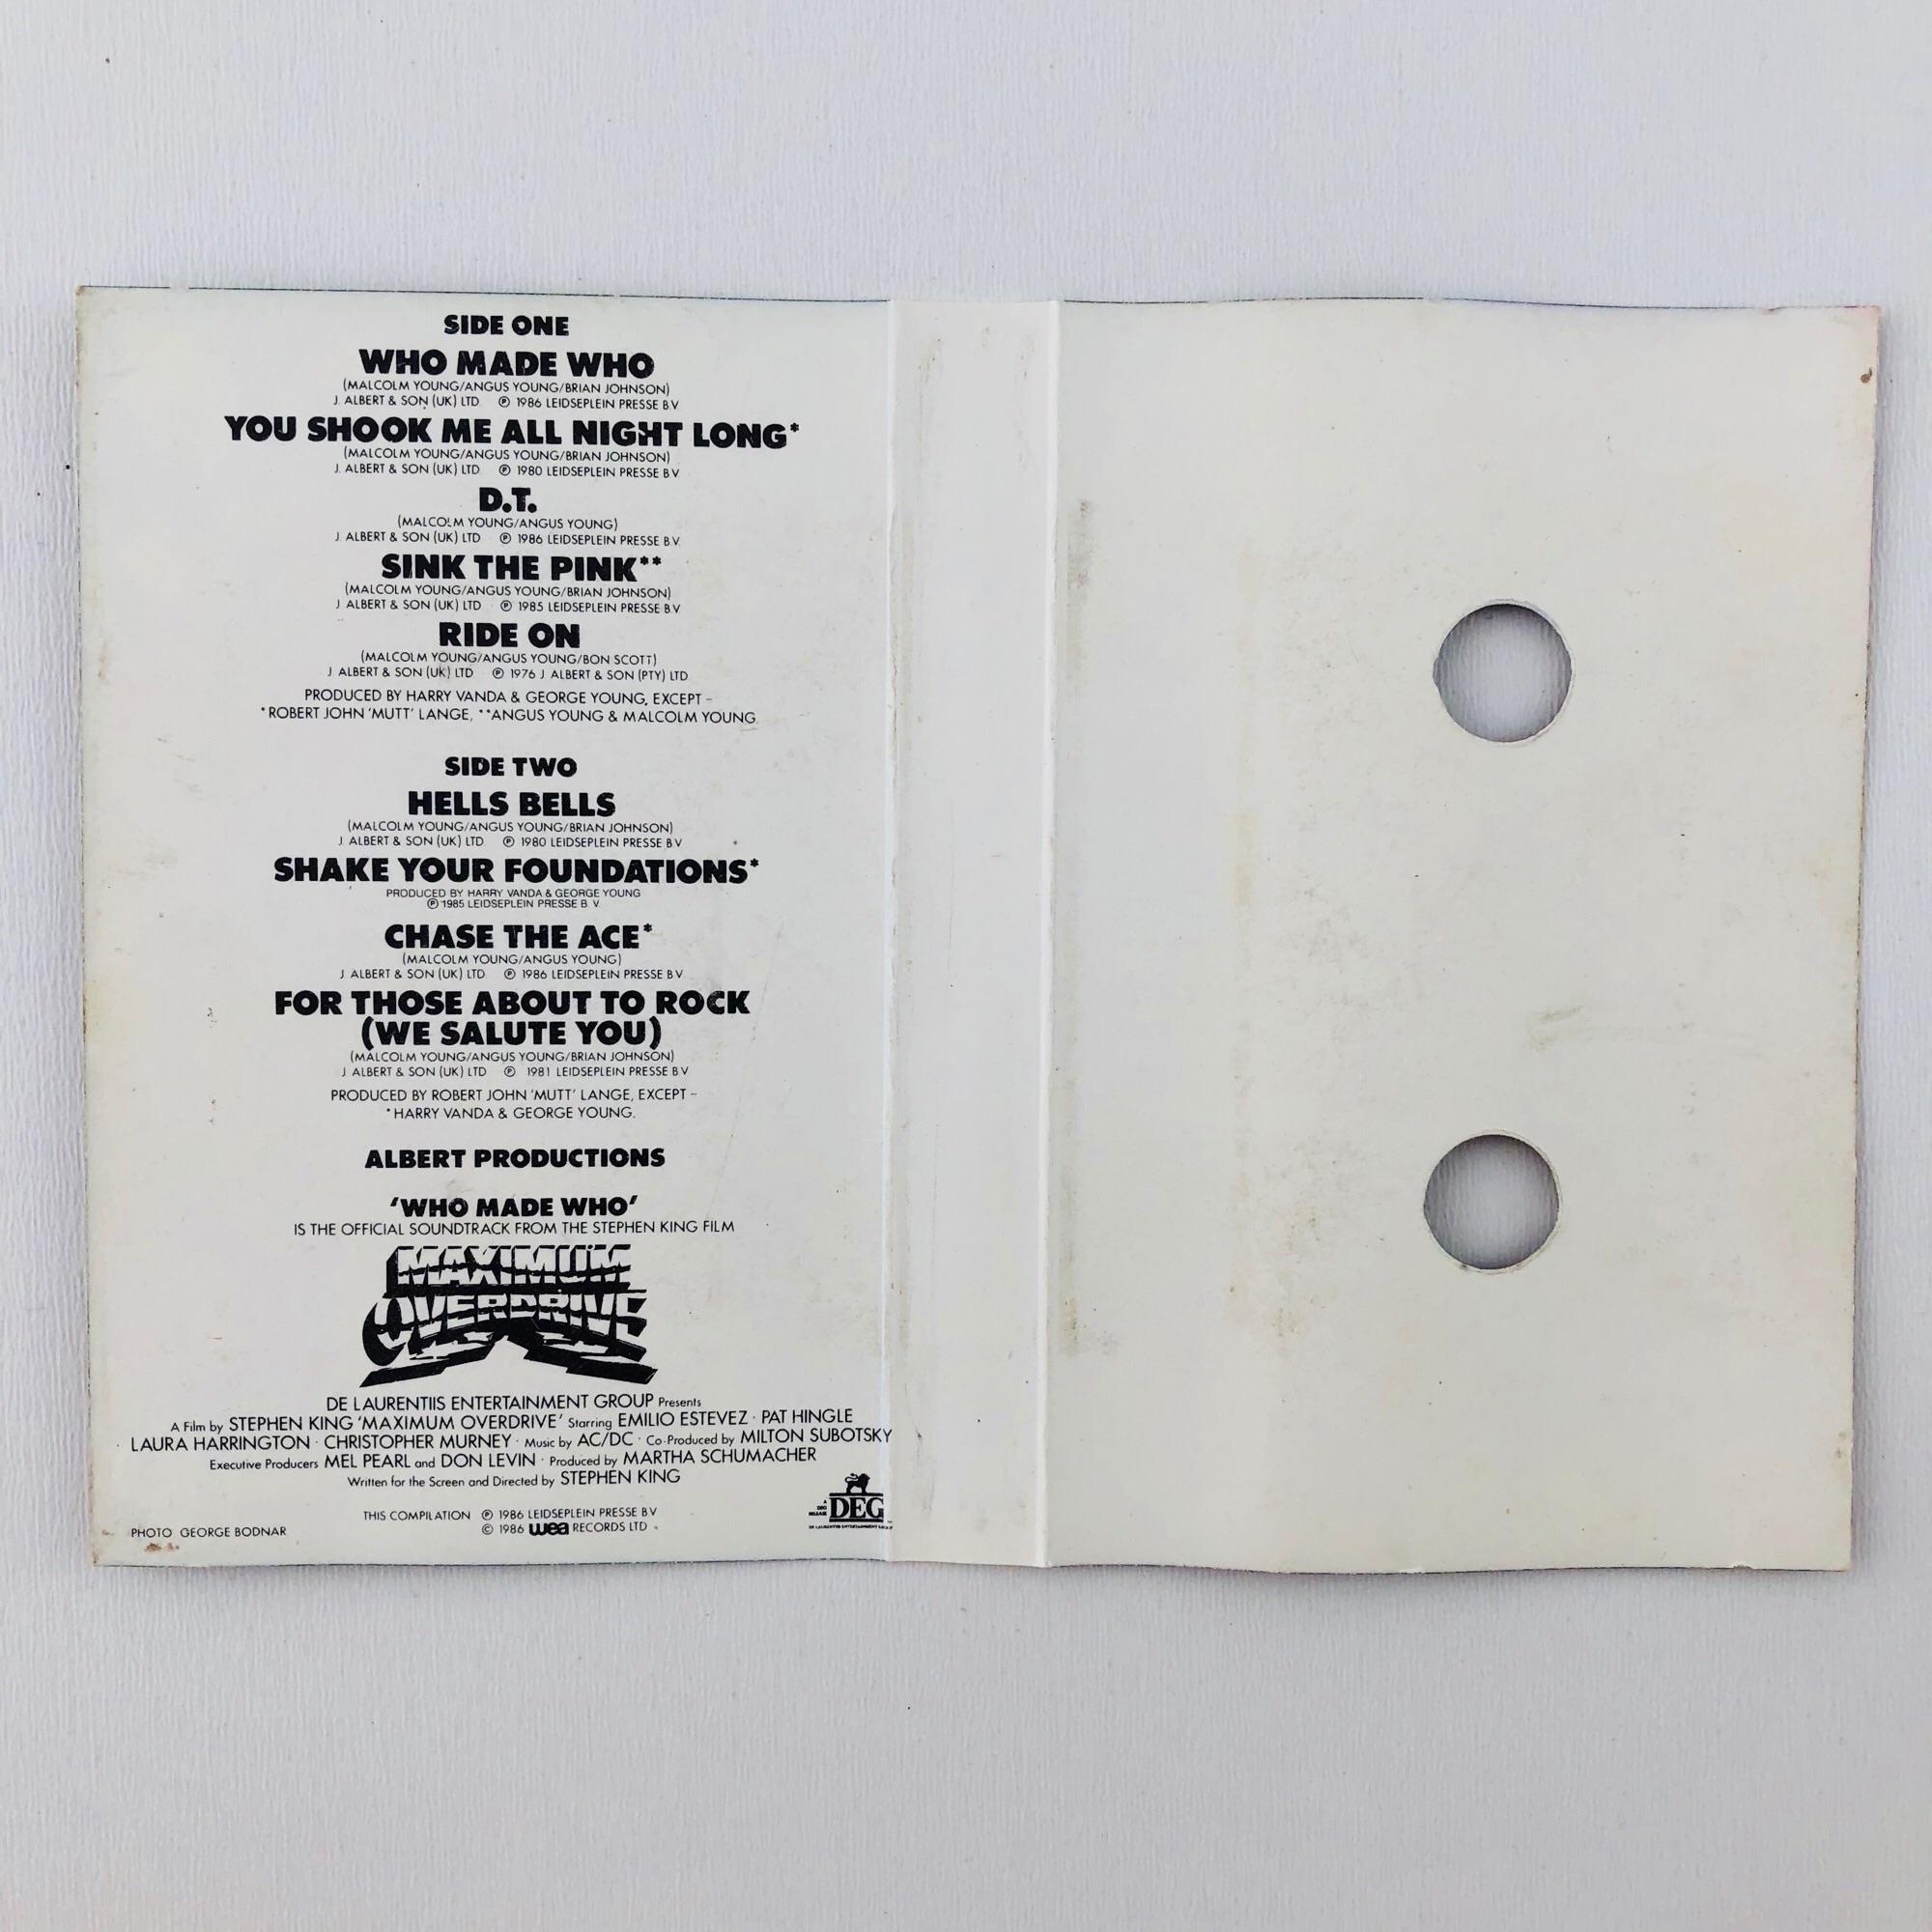 SIDE ONE
WHO MADE WHO
(MALCOLM YOUNG/ANGUS YOUNG/BRIAN JOHNSON)
J. ALBERT & SON (UK) LTD ℗ 1986 LEIDSEPLEIN PRESSE B.V
YOU SHOOK ME ALL NIGHT LONG*
(MALCOLM YOUNG/ANGUS YOUNG/BRIAN JOHNSON)
J. ALBERT & SON (UK) LTD ℗ 1980 LEIDSEPLEIN PRESSE B.V.
D.T.
(MALCOLM YOUNG/ANGUS YOUNG)
J ALBERT & SON (UK) LTD ℗ 1986 LEIDSEPLEIN PRESSE B.V.
SINK THE PINK**
(MALCOLM YOUNG/ANGUS YOUNG/BRIAN JOHNSON)
J ALBERT & SON (UK) LTD ℗ 1985 LEIDSEPLEIN PRESSE B V
RIDE ON
(MALCOLM YOUNG/ANGUS YOUNG/BON SCOTT)
J ALBERT & SON (UK) LTD ℗ 1976 J ALBERT & SON (PTY) LTD
PRODUCED BY HARRY VANDA & GEORGE YOUNG, EXCEPT –
*ROBERT JOHN 'MUTT' LANGE, **ANGUS YOUNG & MALCOLM YOUNG.
SIDE TWO
HELLS BELLS
(MALCOLM YOUNG/ANGUS YOUNG/BRIAN JOHNSON)
J. ALBERT & SON (UK) LTD ℗ 1980 LEIDSEPLEIN PRESSE B V
SHAKE YOUR FOUNDATIONS*
PRODUCED BY HARRY VANDA & GEORGE YOUNG
℗ 1985 LEIDSEPLEIN PRESSE B. V.
CHASE THE ACE*
(MALCOLM YOUNG/ANGUS YOUNG)
J ALBERT & SON (UK) LTD ℗ 1986 LEIDSEPLEIN PRESSE B V
FOR THOSE ABOUT TO ROCK
(WE SALUTE YOU)
(MALCOLM YOUNG/ANGUS YOUNG/BRIAN JOHNSON)
J ALBERT & SON (UK) LTD ℗ 1981 LEIDSEPLEIN PRESSE B V
PRODUCED BY ROBERT JOHN 'MUTT' LANGE, EXCEPT –
*HARRY VANDA & GEORGE YOUNG.
ALBERT PRODUCTIONS
'WHO MADE WHO'
IS THE OFFICIAL SOUNDTRACK FROM THE STEPHEN KING FILM
MAXIMUM
OVERDRIVE
DE LAURENTIIS ENTERTAINMENT GROUP Presents
A Film by STEPHEN KING 'MAXIMUM OVERDRIVE' Starring EMILIO ESTEVEZ · PAT HINGLE
LAURA HARRINGTON · CHRISTOPHER MURNEY · Music by AC/DC · Co-Produced by MILTON SUBOTSKY
Executive Producers MEL PEARL and DON LEVIN · Produced by MARTHA SCHUMACHER
Written for the Screen and Directed by STEPHEN KING
THIS COMPILATION ℗ 1986 LEIDSEPLEIN PRESSE B V
© 1986 wea RECORDS LTD
PHOTO GEORGE BODNAR
A DEG RELEASE
DEG